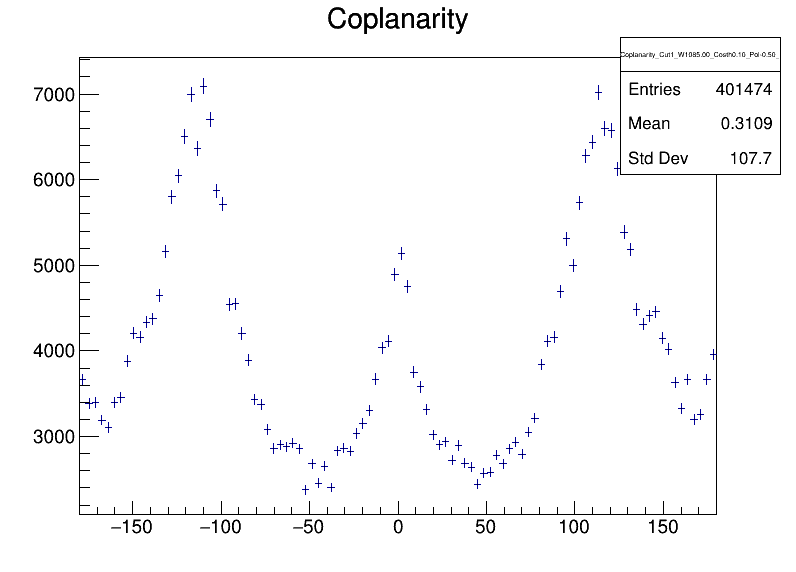 Coplanarity
Coplanarity_Cut1_W1085.00_Costh0.10_Pol-0.50_
Entries 401474
Mean 0.3109
Std Dev 107.7
7000
6000
5000
4000
3000
−150 −100 −50 0 50 100 150